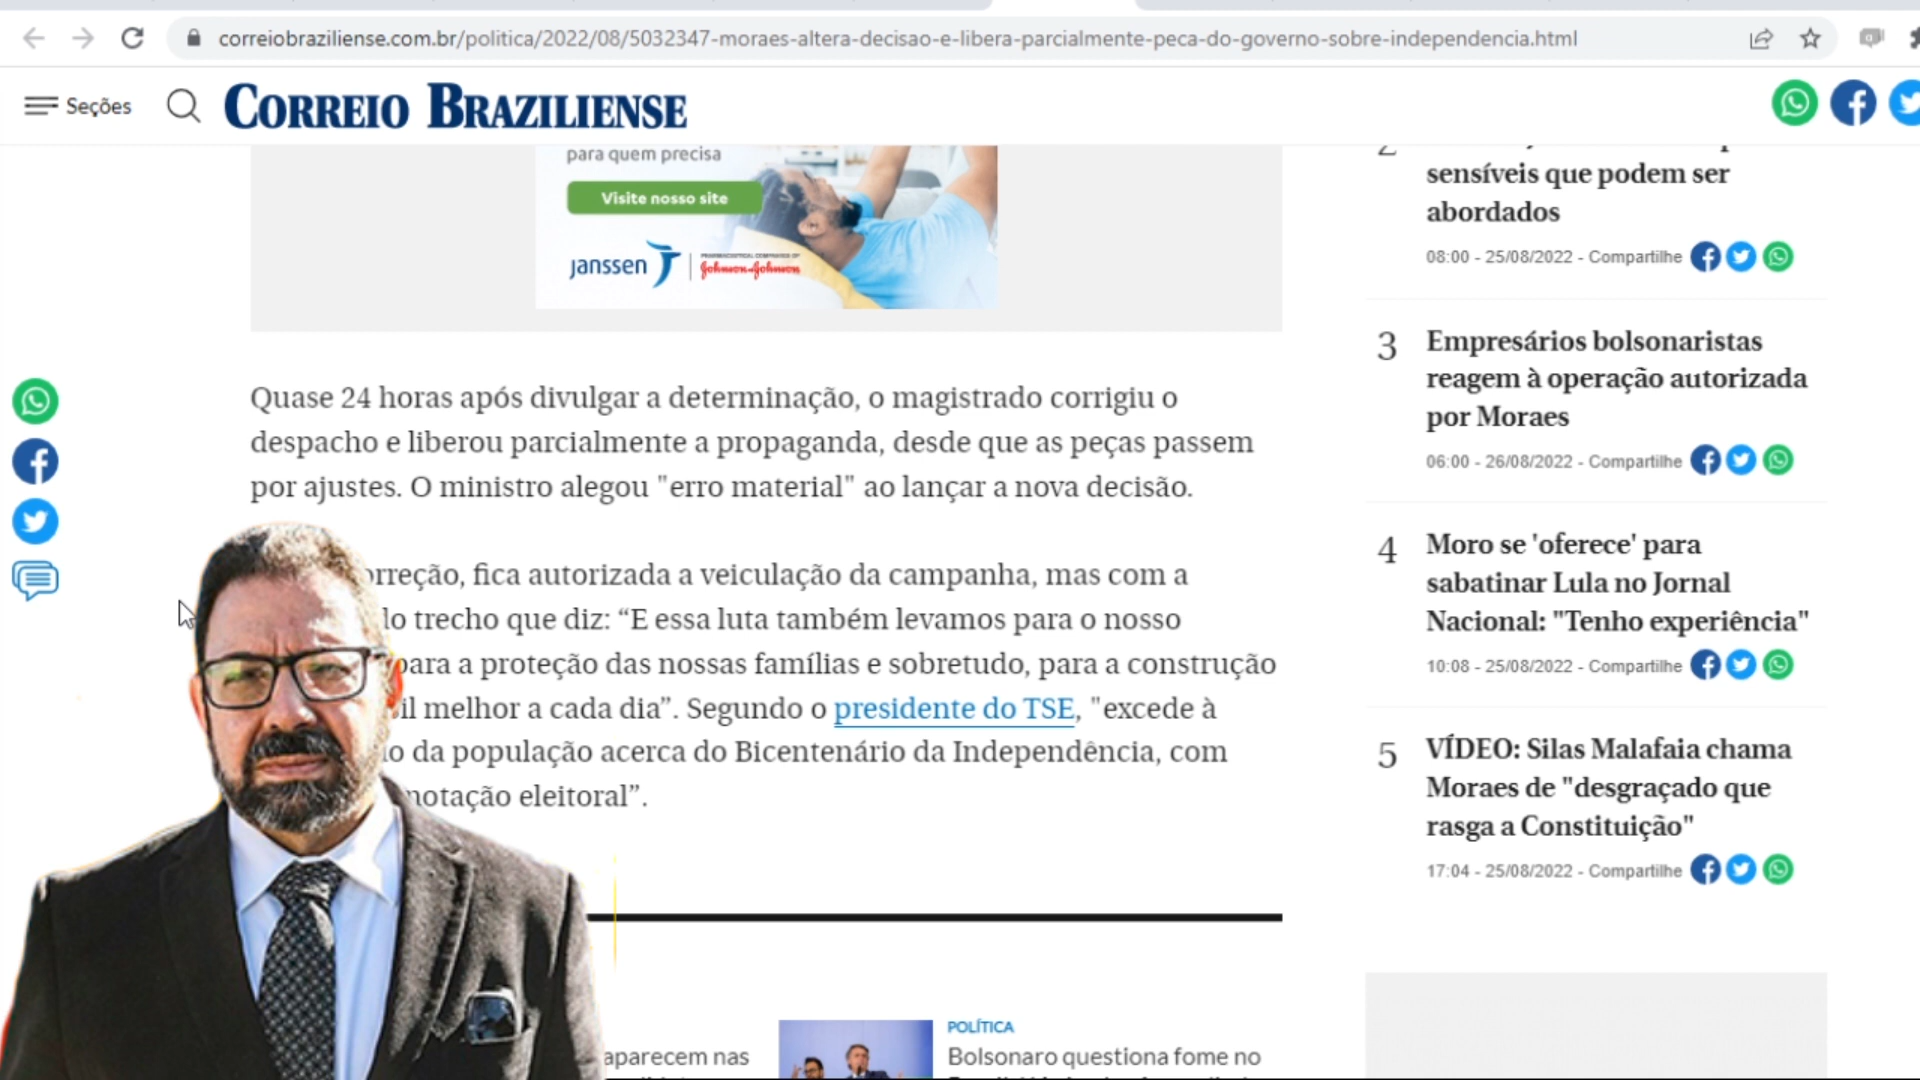 correiobraziliense.com.br/politica/2022/08/5032347-moraes-altera-decisao-e-libera-parcialmente-peca-do-governo-sobre-independencia.html
Seções
CORREIO BRAZILIENSE
para quem precisa
Visite nosso site
janssen
PHARMACEUTICAL COMPANIES OF
Johnson & Johnson
Quase 24 horas após divulgar a determinação, o magistrado corrigiu o
despacho e liberou parcialmente a propaganda, desde que as peças passem
por ajustes. O ministro alegou "erro material" ao lançar a nova decisão.
orreção, fica autorizada a veiculação da campanha, mas com a
lo trecho que diz: “E essa luta também levamos para o nosso
para a proteção das nossas famílias e sobretudo, para a construção
il melhor a cada dia”. Segundo o presidente do TSE, "excede à
o da população acerca do Bicentenário da Independência, com
notação eleitoral”.
aparecem nas
POLÍTICA
Bolsonaro questiona fome no
2
sensíveis que podem ser
abordados
08:00 - 25/08/2022 - Compartilhe
3
Empresários bolsonaristas
reagem à operação autorizada
por Moraes
06:00 - 26/08/2022 - Compartilhe
4
Moro se 'oferece' para
sabatinar Lula no Jornal
Nacional: "Tenho experiência"
10:08 - 25/08/2022 - Compartilhe
5
VÍDEO: Silas Malafaia chama
Moraes de "desgraçado que
rasga a Constituição"
17:04 - 25/08/2022 - Compartilhe